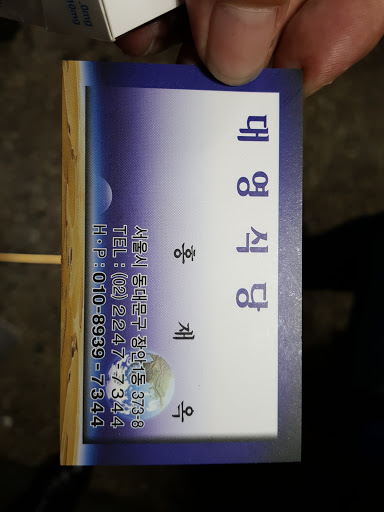 대영식당
홍재옥
서울시 동대문구 장안1동 373-8
TEL : (02) 2247-7344
H·P : 010-8939-7344